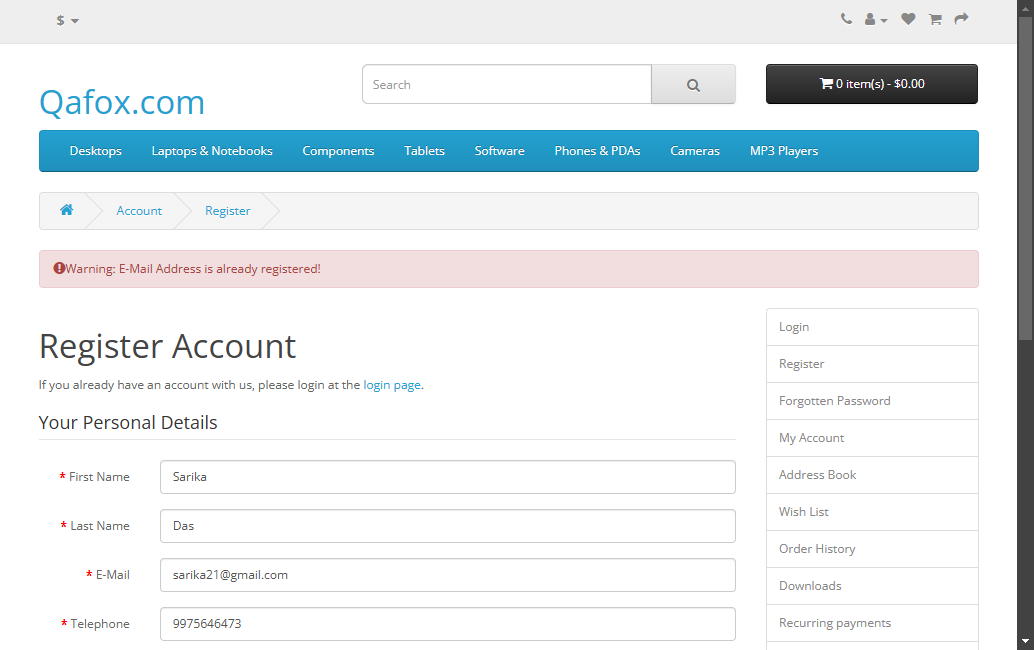 $
Search
0 item(s) - $0.00
Qafox.com
Desktops Laptops & Notebooks Components Tablets Software Phones & PDAs Cameras MP3 Players
Account Register
Warning: E-Mail Address is already registered!
Register Account
If you already have an account with us, please login at the login page.
Your Personal Details
* First Name Sarika
* Last Name Das
* E-Mail sarika21@gmail.com
* Telephone 9975646473
Login
Register
Forgotten Password
My Account
Address Book
Wish List
Order History
Downloads
Recurring payments